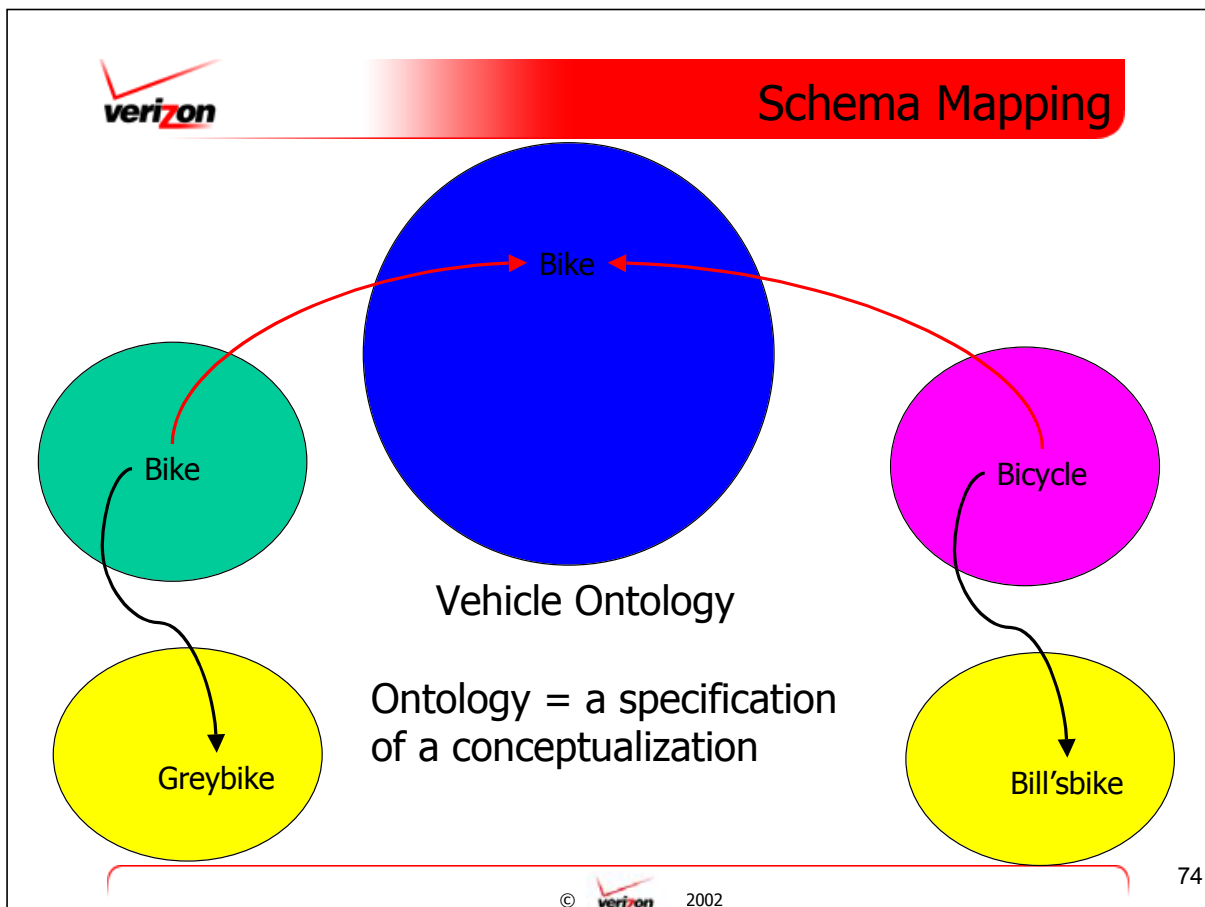 verizon
Schema Mapping
Bike
Bike
Bicycle
Vehicle Ontology
Ontology = a specification
of a conceptualization
Greybike
Bill'sbike
© verizon 2002
74